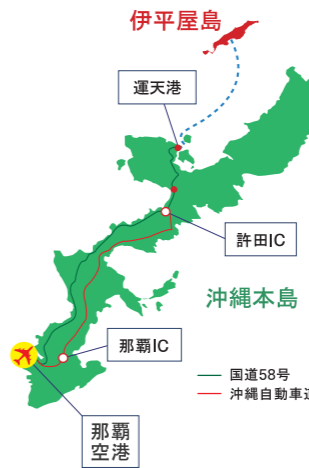 伊平屋島
運天港
許田IC
沖縄本島
那覇IC
国道58号
沖縄自動車道
那覇
空港